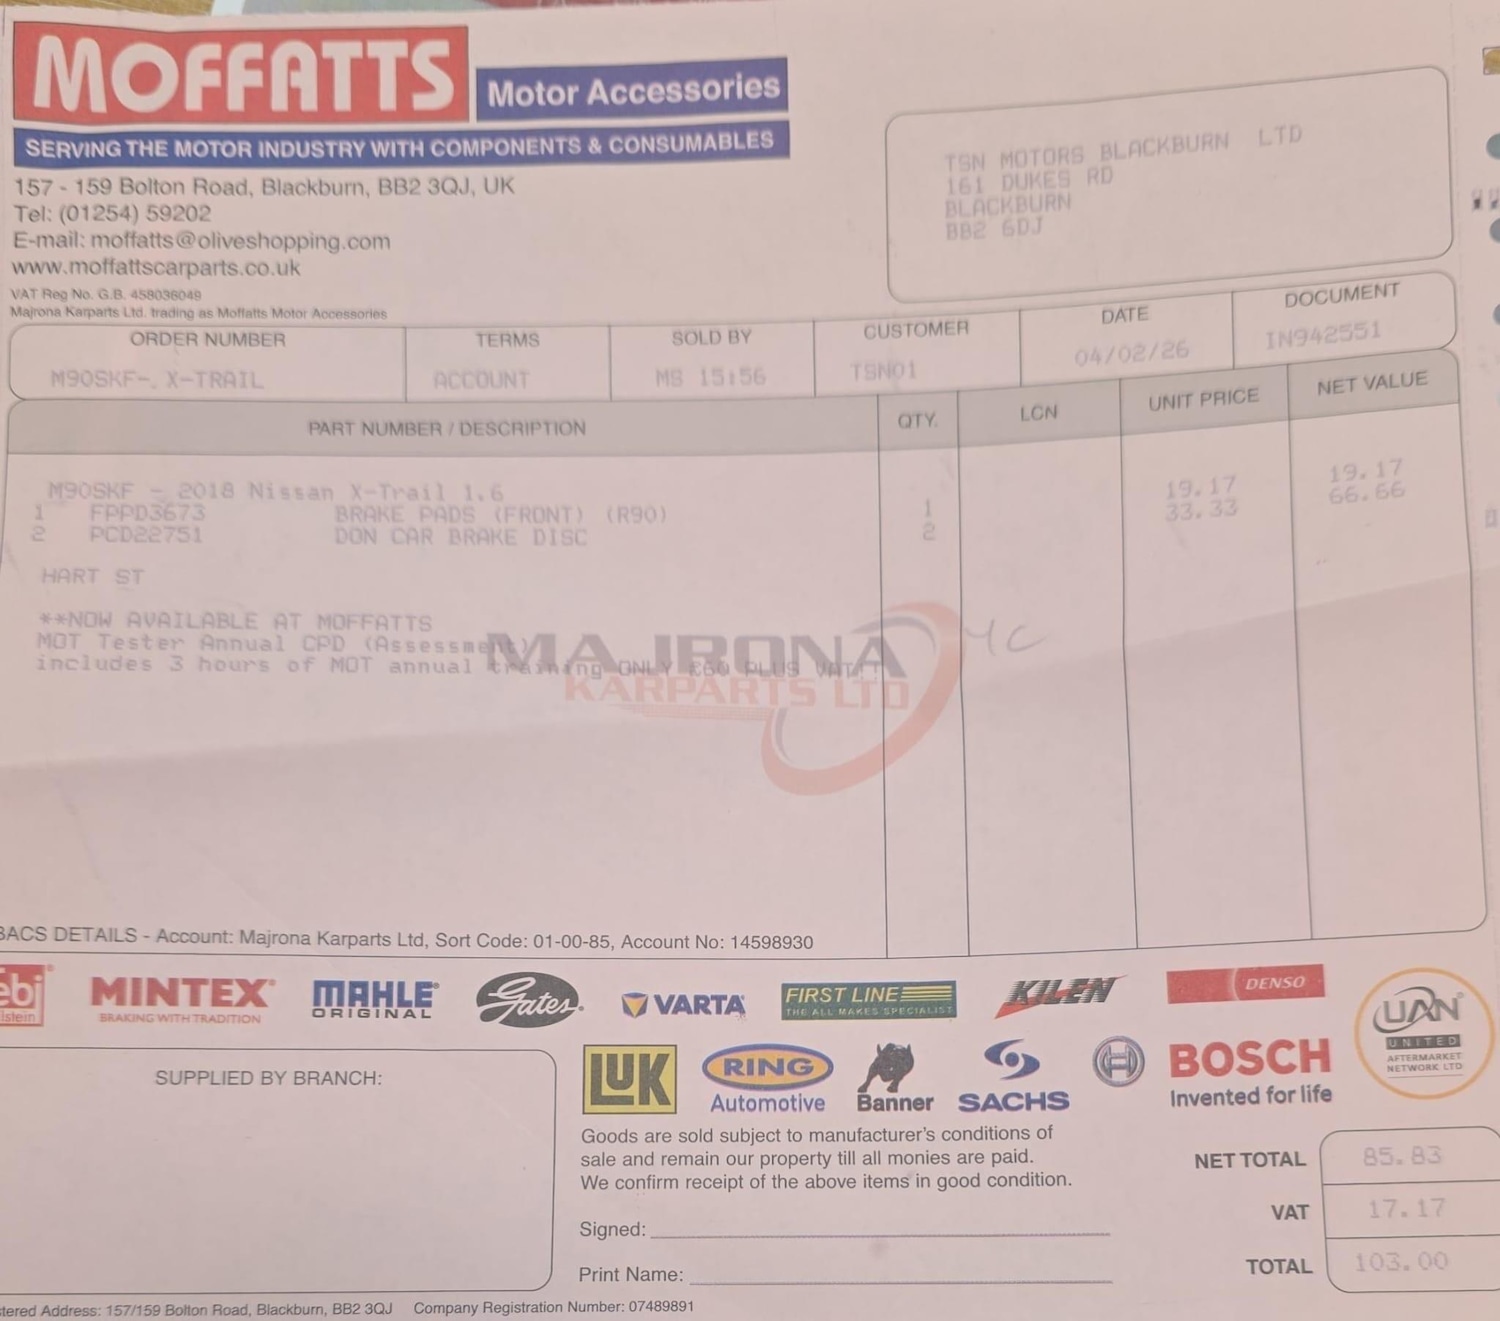 MOFFATTS
Motor Accessories
SERVING THE MOTOR INDUSTRY WITH COMPONENTS & CONSUMABLES
157 - 159 Bolton Road, Blackburn, BB2 3QJ, UK
Tel: (01254) 59202
E-mail: moffatts@oliveshopping.com
www.moffattscarparts.co.uk
VAT Reg No. G.B. 458036049
Majrona Karparts Ltd. trading as Moffatts Motor Accessories
TSN MOTORS BLACKBURN LTD
161 DUKES RD
BLACKBURN
BB2 6DJ
ORDER NUMBER TERMS SOLD BY CUSTOMER DATE DOCUMENT
M90SKF-. X-TRAIL ACCOUNT MS 15:56 TSN01 04/02/26 IN942551
PART NUMBER / DESCRIPTION QTY. LCN UNIT PRICE NET VALUE
M90SKF - 2018 Nissan X-Trail 1.6
1 FPPD3673 BRAKE PADS (FRONT) (R90) 1 19.17 19.17
2 PCD22751 DON CAR BRAKE DISC 2 33.33 66.66
HART ST
**NOW AVAILABLE AT MOFFATTS
MOT Tester Annual CPD (Assessment)
includes 3 hours of MOT annual training ONLY £60 PLUS VAT
MAJRONA
KARPARTS LTD
BACS DETAILS - Account: Majrona Karparts Ltd, Sort Code: 01-00-85, Account No: 14598930
ebi
lstein
MINTEX
BRAKING WITH TRADITION
MAHLE
ORIGINAL
Gates
VARTA
FIRST LINE
THE ALL MAKES SPECIALIST
KILEN
DENSO
UAN
UNITED
AFTERMARKET
NETWORK LTD
LUK
RING
Automotive
Banner
SACHS
BOSCH
Invented for life
SUPPLIED BY BRANCH:
Goods are sold subject to manufacturer's conditions of
sale and remain our property till all monies are paid.
We confirm receipt of the above items in good condition.
Signed:
Print Name:
NET TOTAL 85.83
VAT 17.17
TOTAL 103.00
stered Address: 157/159 Bolton Road, Blackburn, BB2 3QJ Company Registration Number: 07489891